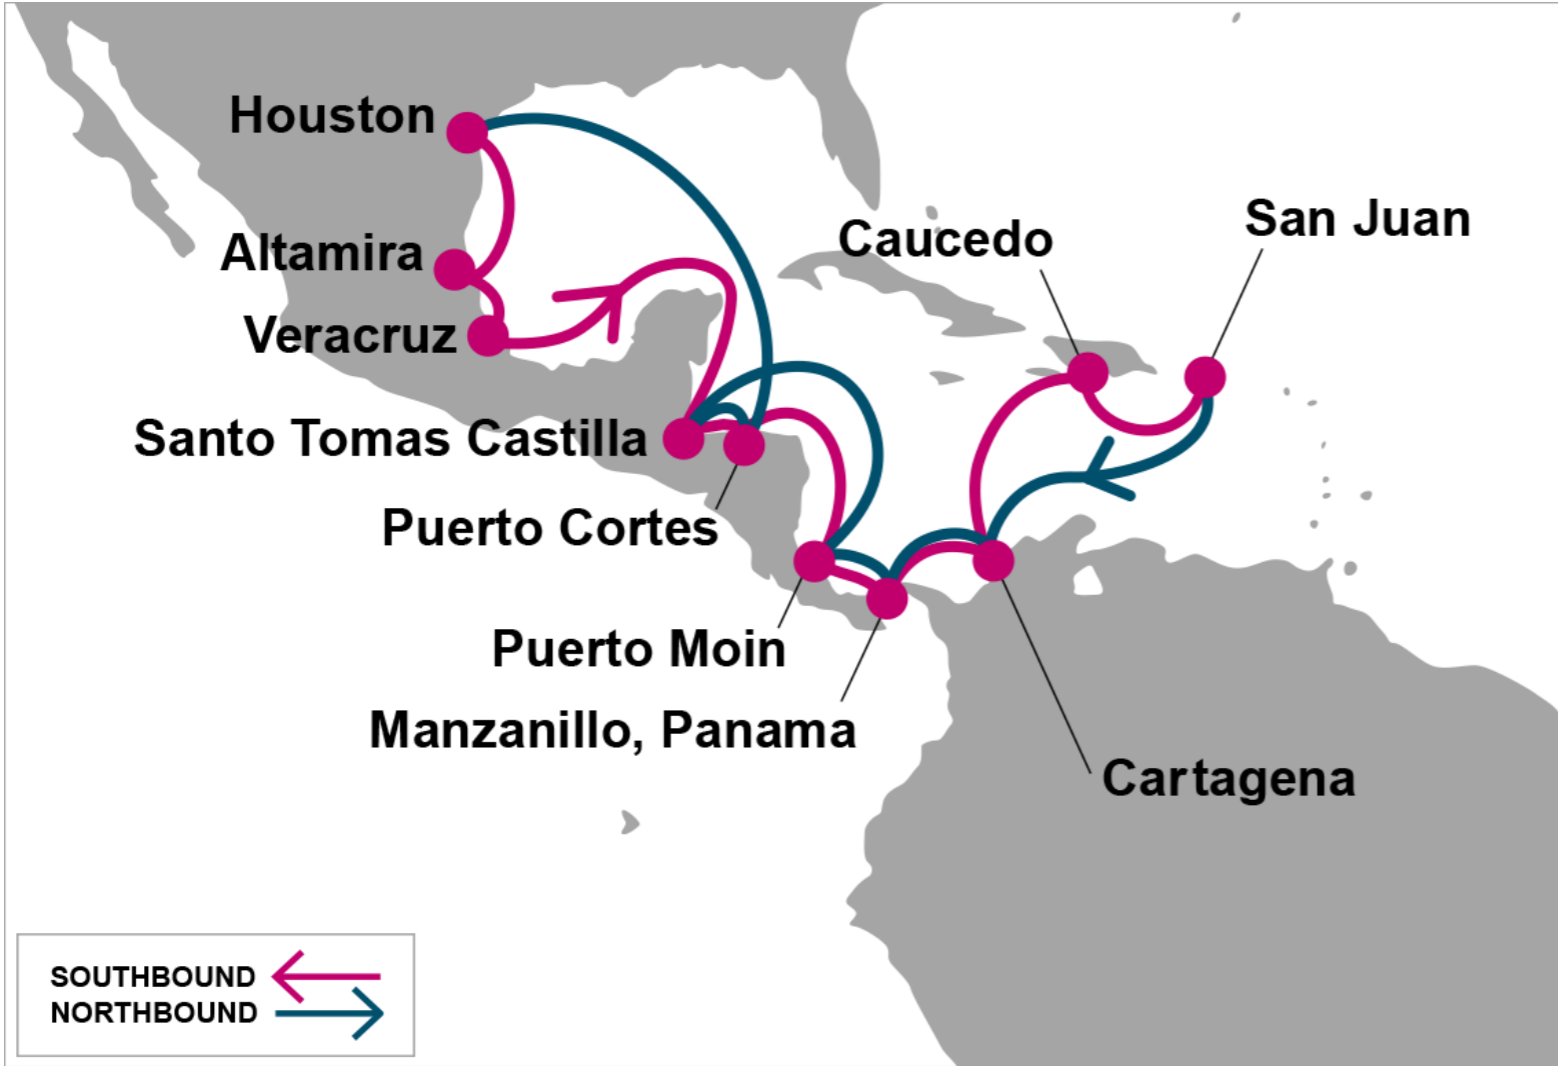 Houston
Altamira
Veracruz
Santo Tomas Castilla
Puerto Cortes
Puerto Moin
Manzanillo, Panama
Cartagena
Caucedo
San Juan
SOUTHBOUND
NORTHBOUND